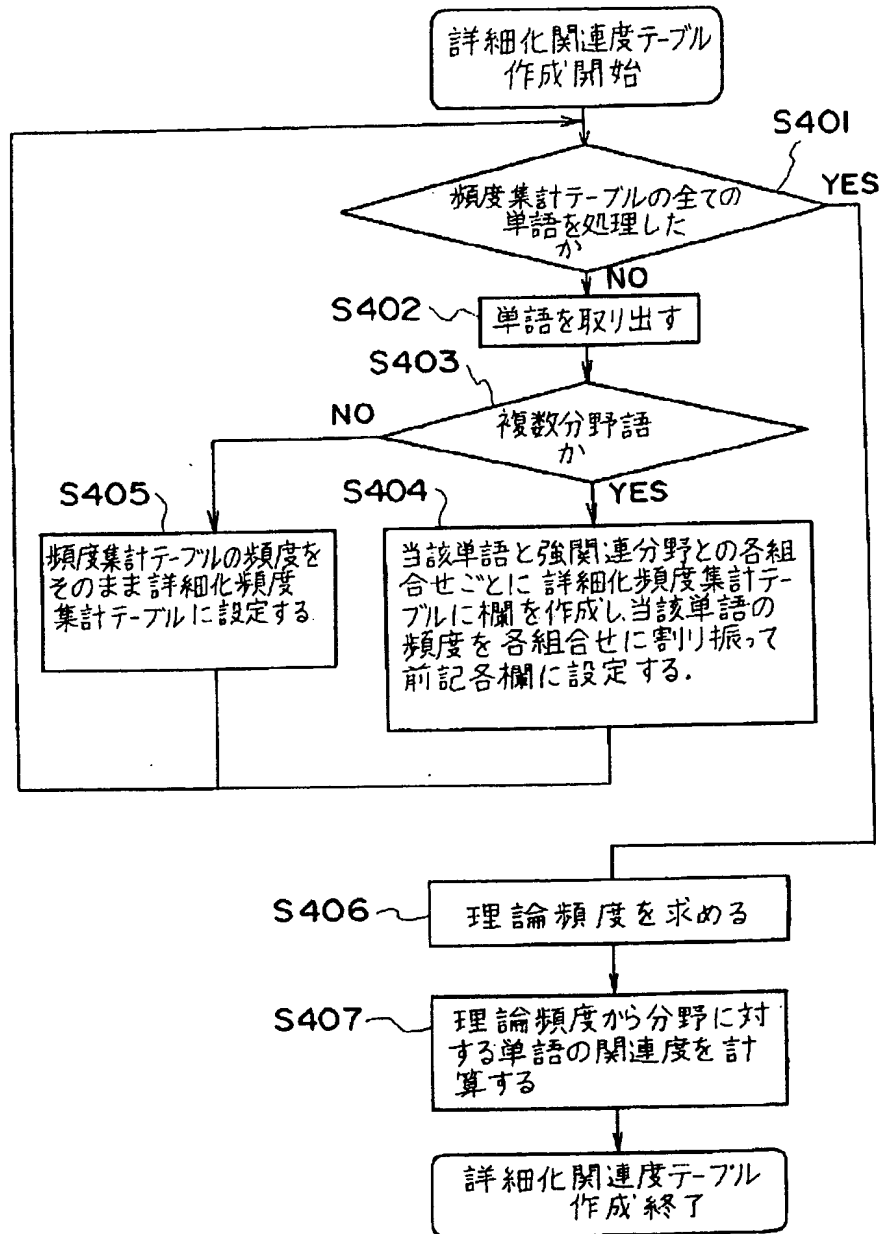 詳細化関連度テーブル
作成開始
S401
YES
頻度集計テーブルの全ての
単語を処理した
か
NO
S402
単語を取り出す
S403
NO
複数分野語
か
S405
S404
YES
頻度集計テーブルの頻度を
そのまま詳細化頻度
集計テーブルに設定する
当該単語と強関連分野との各組
合せごとに詳細化頻度集計テー
ブルに欄を作成し、当該単語の
頻度を各組合せに割り振って
前記各欄に設定する.
S406
理論頻度を求める
S407
理論頻度から分野に対
する単語の関連度を計
算する
詳細化関連度テーブル
作成終了